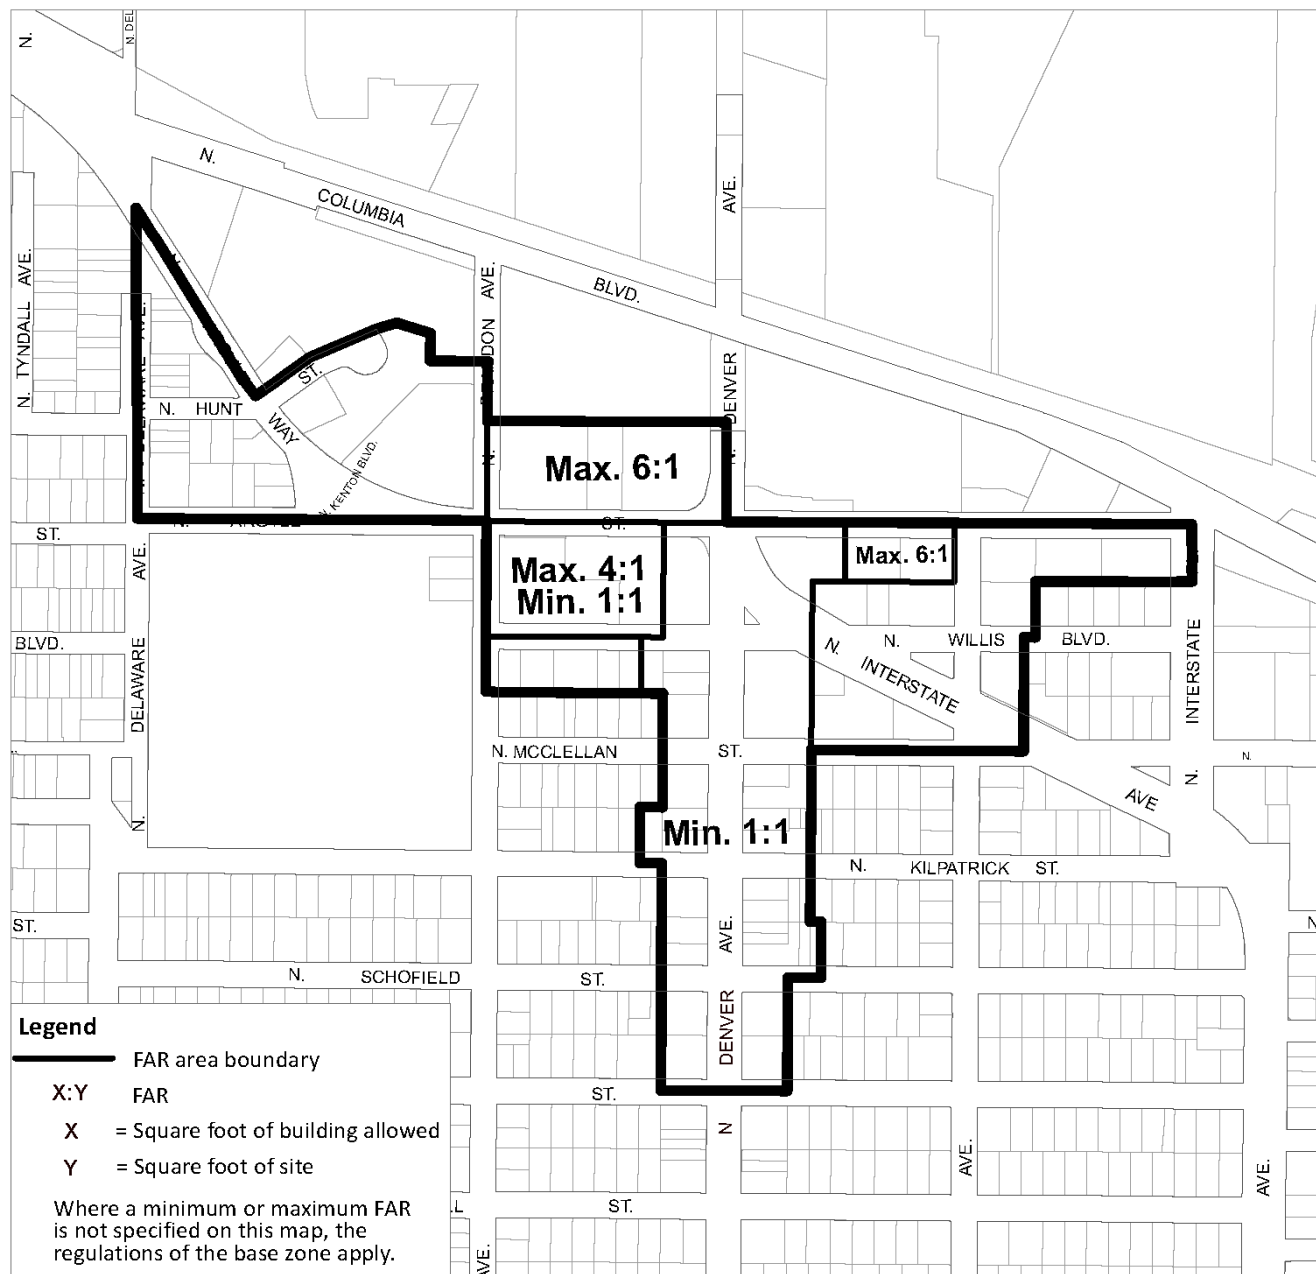 N.
N. DEL
N.
COLUMBIA
AVE.
BLVD.
N. TYNDALL AVE.
AVE.
DENVER
N. HUNT
ST.
WAY
N. KENTON BLVD.
N.
N.
Max. 6:1
ST.
ST.
AVE.
Max. 4:1
Min. 1:1
Max. 6:1
BLVD.
DELAWARE
N.
N. WILLIS BLVD.
N. INTERSTATE
INTERSTATE
N.
N. MCCLELLAN ST.
N.
AVE
Min. 1:1
N. KILPATRICK ST.
ST.
AVE.
N
N. SCHOFIELD ST.
DENVER
ST.
N
AVE.
AVE.
ST.
AVE.
Legend
FAR area boundary
X:Y FAR
X = Square foot of building allowed
Y = Square foot of site
Where a minimum or maximum FAR
is not specified on this map, the
regulations of the base zone apply.